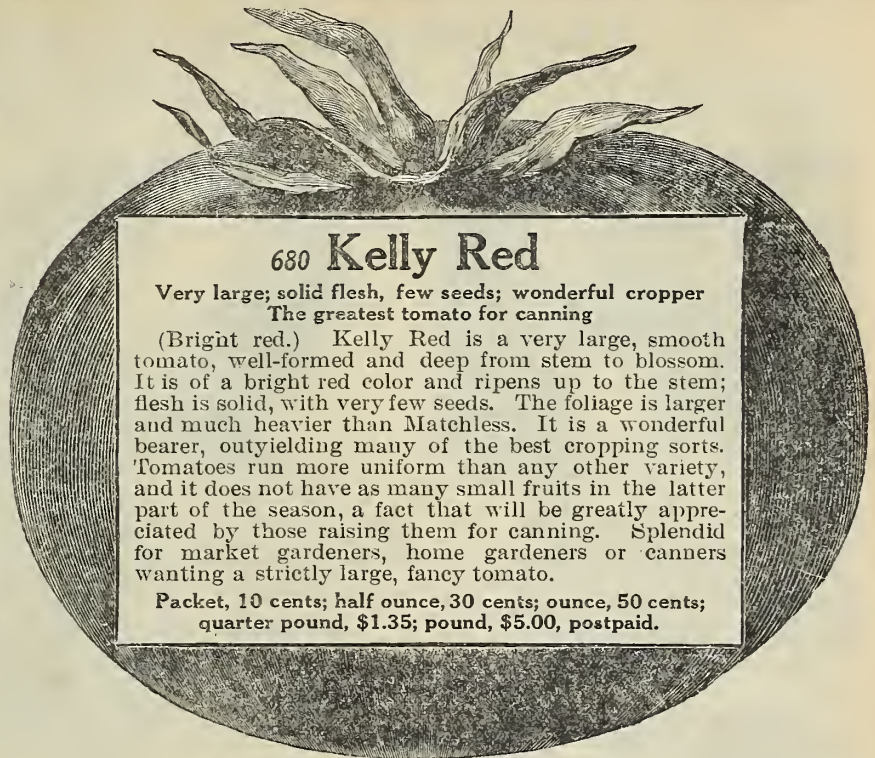 680 Kelly Red
Very large; solid flesh, few seeds; wonderful cropper
The greatest tomato for canning
(Bright red.) Kelly Red is a very large, smooth
tomato, well-formed and deep from stem to blossom.
It is of a bright red color and ripens up to the stem;
flesh is solid, with very few seeds. The foliage is larger
and much heavier than Matchless. It is a wonderful
bearer, outyielding many of the best cropping sorts.
Tomatoes run more uniform than any other variety,
and it does not have as many small fruits in the latter
part of the season, a fact that will be greatly appre-
ciated by those raising them for canning. Splendid
for market gardeners, home gardeners or canners
wanting a strictly large, fancy tomato.
Packet, 10 cents; half ounce, 30 cents; ounce, 50 cents;
quarter pound, $1.35; pound, $5.00, postpaid.